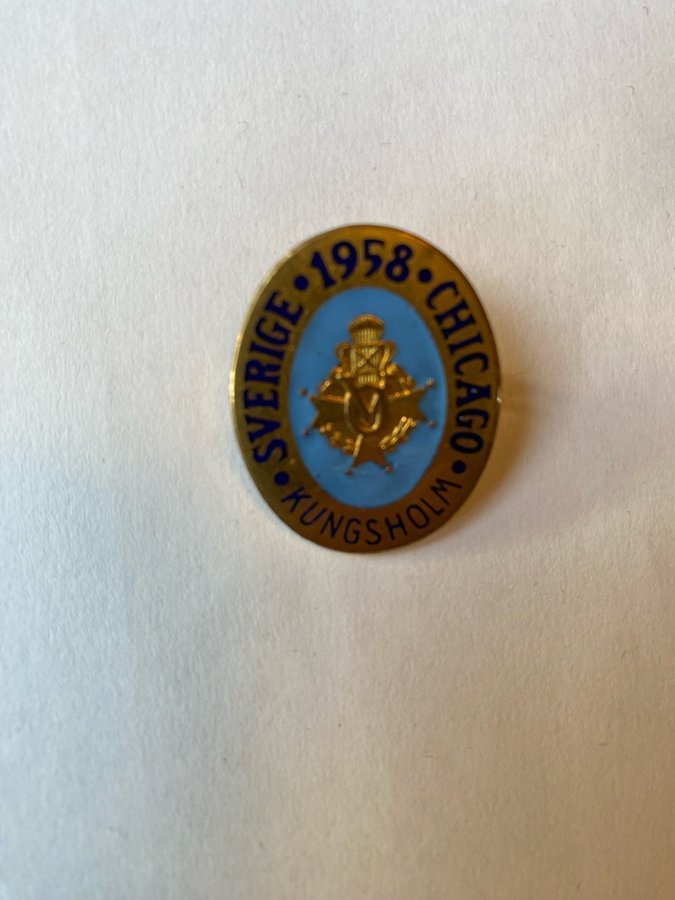 SVERIGE • 1958 • CHICAGO
• KUNGSHOLM •